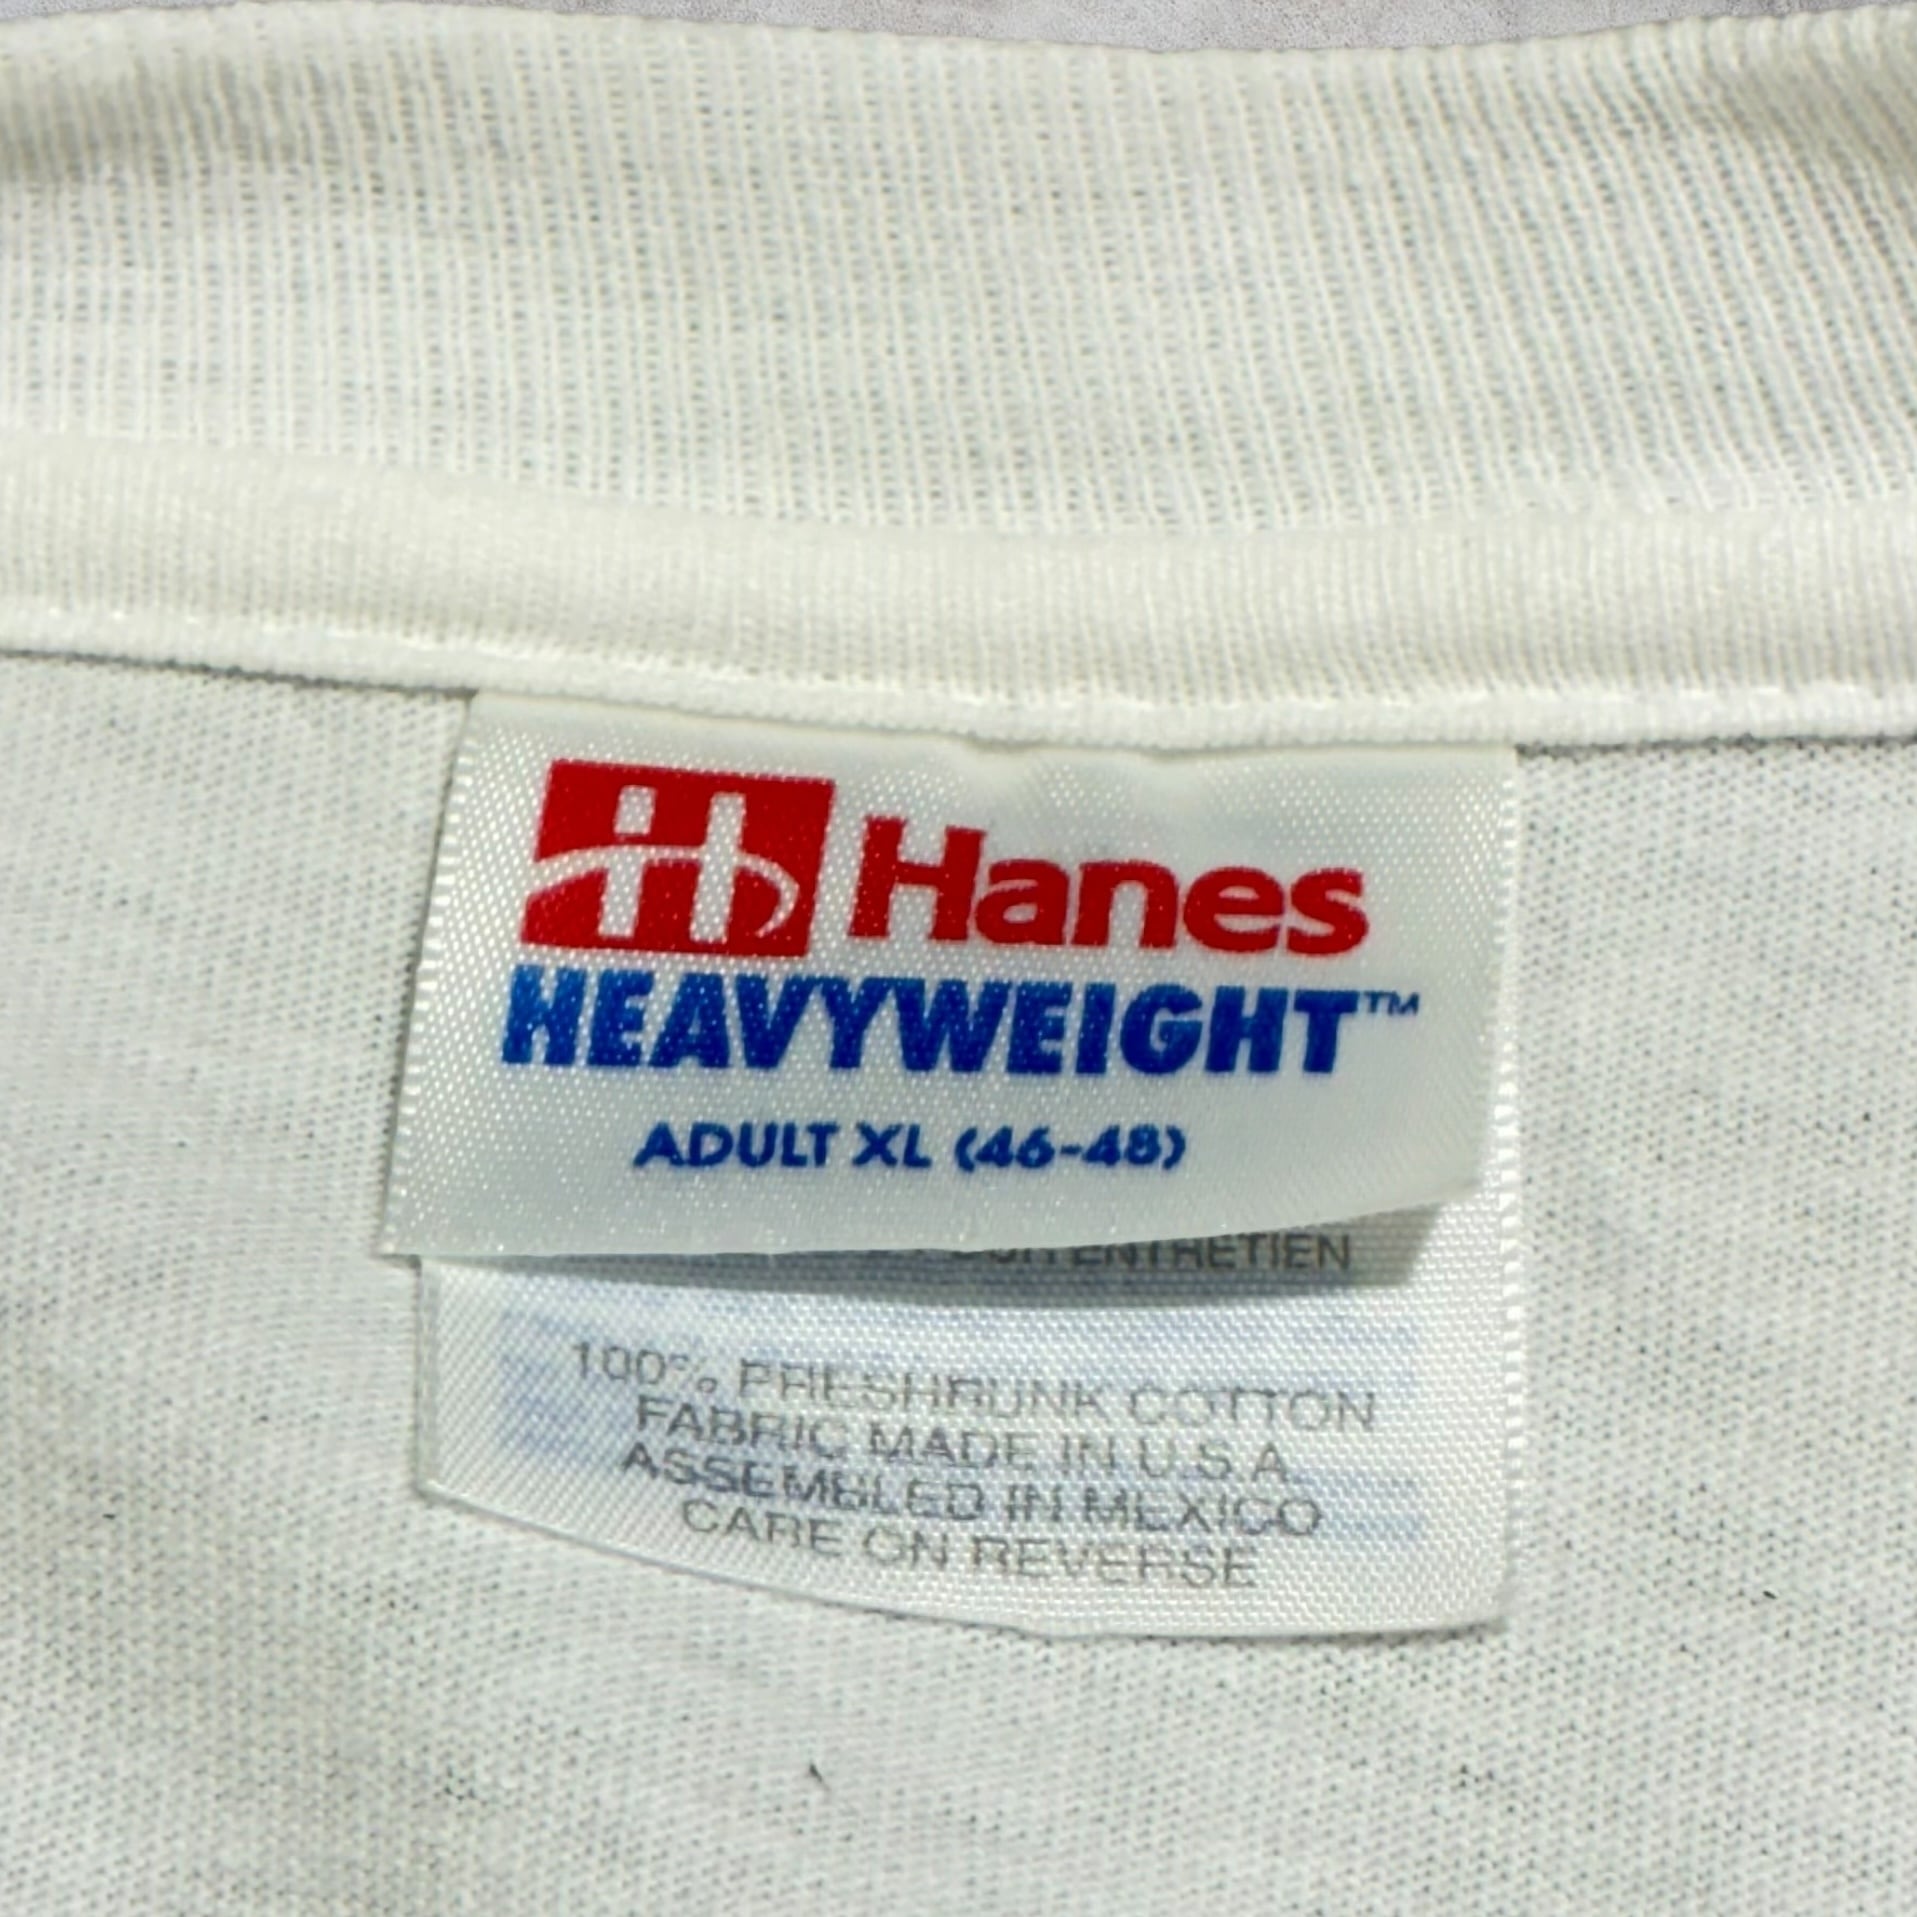 Hanes
HEAVYWEIGHT™
ADULT XL (46-48)
ENTRETIEN
100% PRESHRUNK COTTON
FABRIC MADE IN U.S.A.
ASSEMBLED IN MEXICO
CARE ON REVERSE